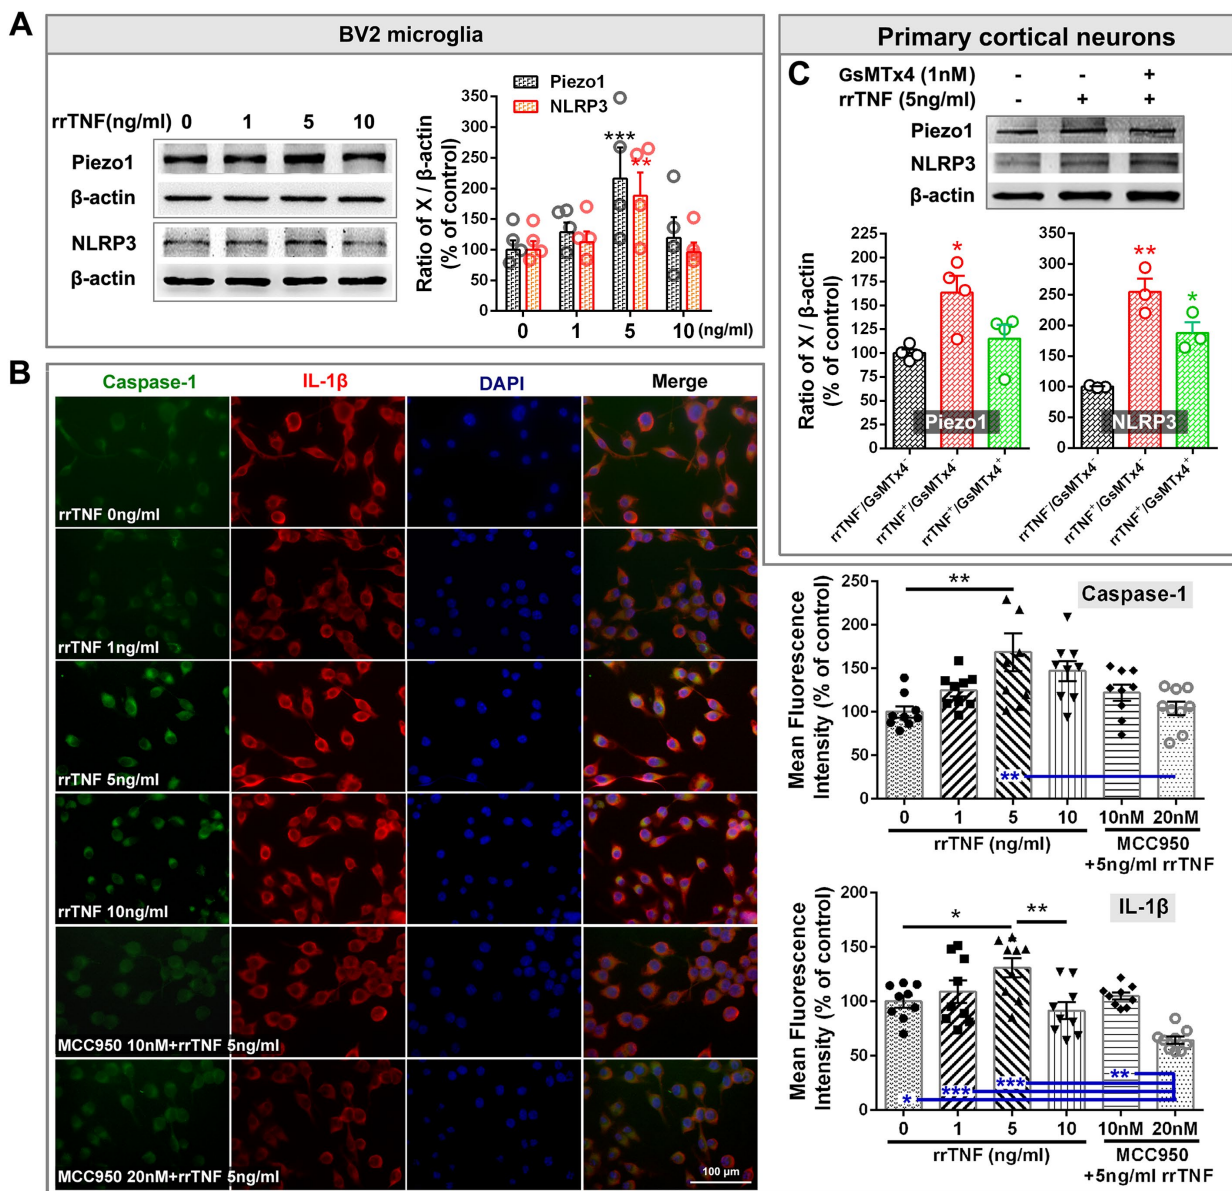 A
BV2 microglia
rrTNF(ng/ml) 0 1 5 10
Piezo1
β-actin
NLRP3
β-actin
Piezo1
NLRP3
Ratio of X / β-actin
(% of control)
350
300
250
200
150
100
50
0
***
**
0 1 5 10 (ng/ml)
Primary cortical neurons
C
GsMTx4 (1nM) - - +
rrTNF (5ng/ml) - + +
Piezo1
NLRP3
β-actin
Ratio of X / β-actin
(% of control)
225
200
175
150
125
100
75
50
25
0
*
Piezo1
rrTNF⁻/GsMTx4⁻
rrTNF⁺/GsMTx4⁻
rrTNF⁺/GsMTx4⁺
350
300
250
200
150
100
50
0
**
*
NLRP3
rrTNF⁻/GsMTx4⁻
rrTNF⁺/GsMTx4⁻
rrTNF⁺/GsMTx4⁺
B
Caspase-1 IL-1β DAPI Merge
rrTNF 0ng/ml
rrTNF 1ng/ml
rrTNF 5ng/ml
rrTNF 10ng/ml
MCC950 10nM+rrTNF 5ng/ml
MCC950 20nM+rrTNF 5ng/ml
100 μm
Mean Fluorescence
Intensity (% of control)
250
200
150
100
50
0
**
Caspase-1
**
0 1 5 10 10nM 20nM
rrTNF (ng/ml)
MCC950
+5ng/ml rrTNF
Mean Fluorescence
Intensity (% of control)
200
150
100
50
0
*
**
IL-1β
**
***
***
*
0 1 5 10 10nM 20nM
rrTNF (ng/ml)
MCC950
+5ng/ml rrTNF